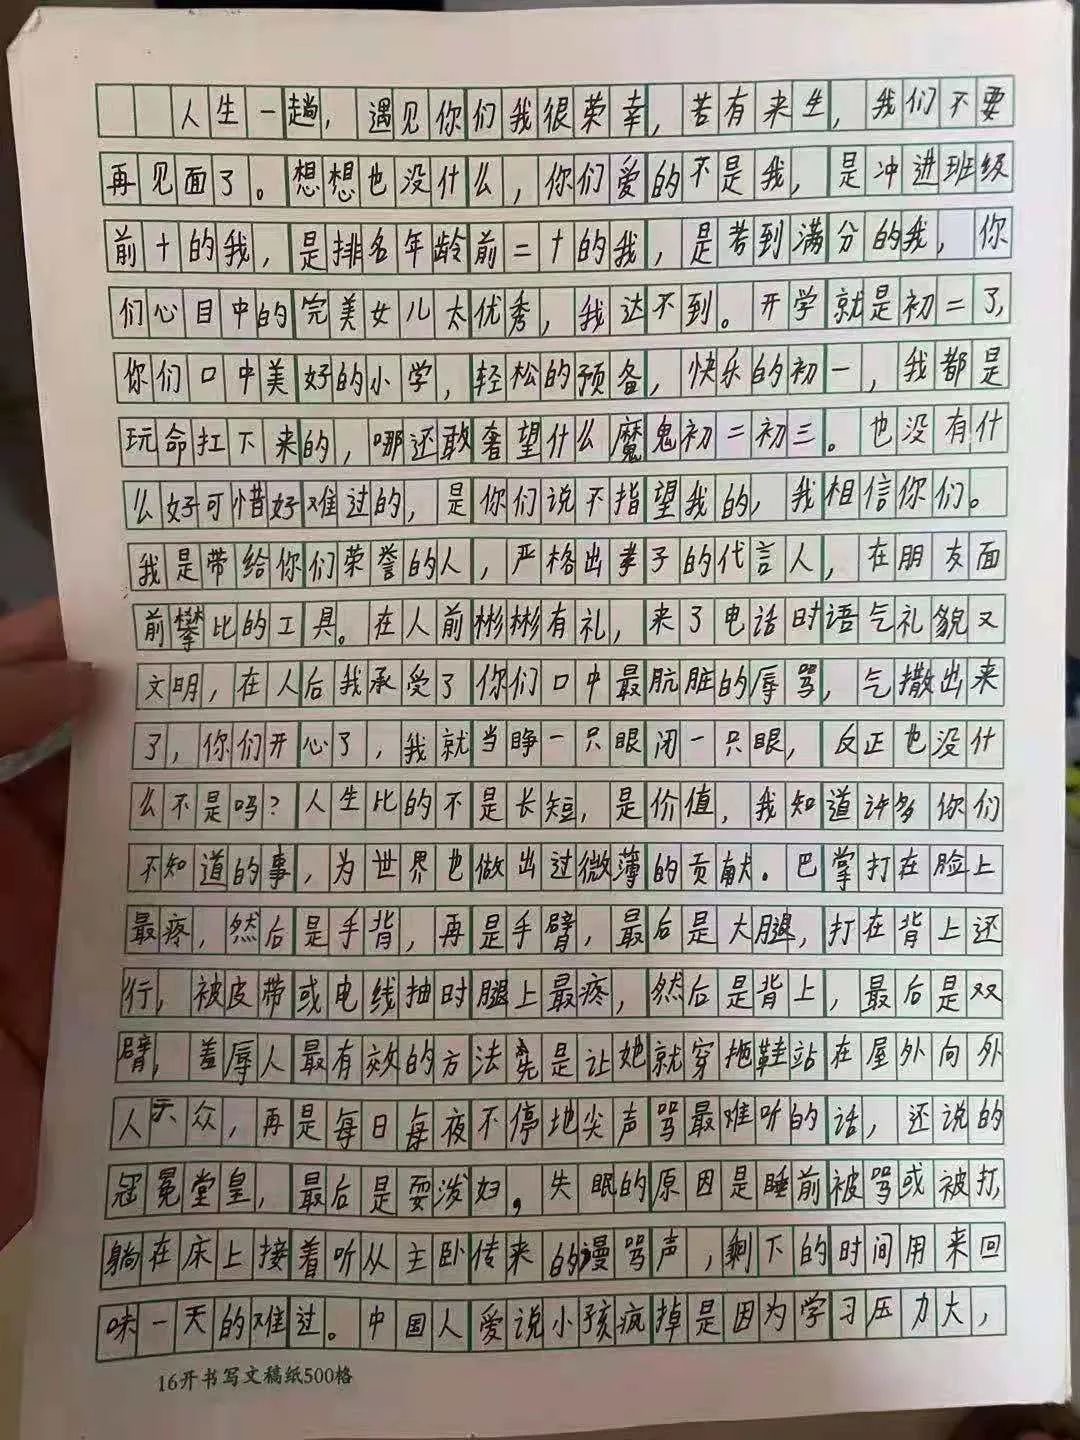 人生一趟，遇见你们我很荣幸，苦有来生，我们不要
再见面了。想想也没什么，你们爱的不是我，是冲进班级
前十的我，是排名年龄前二十的我，是考到满分的我，你
们心目中的完美女儿太优秀，我达不到。开学就是初二了，
你们口中美好的小学，轻松的预备，快乐的初一，我都是
玩命扛下来的，哪还敢奢望什么魔鬼初二初三。也没有什
么好可惜好难过的，是你们说不指望我的，我相信你们。
我是带给你们荣誉的人，严格出孝子的代言人，在朋友面
前攀比的工具。在人前彬彬有礼，来了电话时语气礼貌又
文明，在人后我承受了你们口中最肮脏的辱骂，气撒出来
了，你们开心了，我就当睁一只眼闭一只眼，反正也没什
么不是吗？人生比的不是长短，是价值，我知道许多你们
不知道的事，为世界也做出过微薄的贡献。巴掌打在脸上
最疼，然后是手背，再是手臂，最后是大腿，打在背上还
行，被皮带或电线抽时腿上最疼，然后是背上，最后是双
臂，羞辱人最有效的方法先是让她就穿拖鞋站在屋外向外
人示众，再是每日每夜不停地尖声骂最难听的话，还说的
冠冕堂皇，最后是耍泼妇。失眠的原因是睡前被骂或被打，
躺在床上接着听从主卧传来的谩骂声，剩下的时间用来回
味一天的难过。中国人爱说小孩疯掉是因为学习压力大，
16开书写文稿纸500格